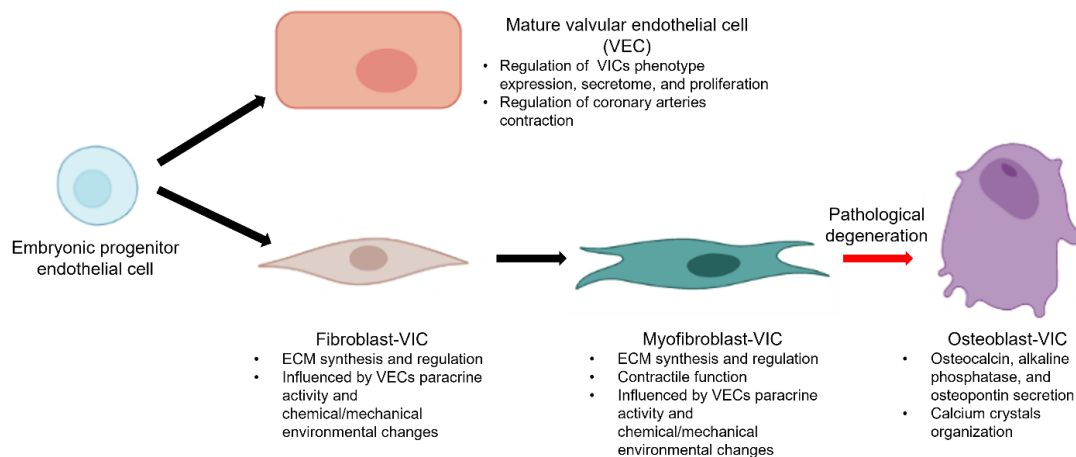 Mature valvular endothelial cell
(VEC)
• Regulation of VICs phenotype
expression, secretome, and proliferation
• Regulation of coronary arteries
contraction
Embryonic progenitor
endothelial cell
Pathological
degeneration
Fibroblast-VIC
• ECM synthesis and regulation
• Influenced by VECs paracrine
activity and
chemical/mechanical
environmental changes
Myofibroblast-VIC
• ECM synthesis and regulation
• Contractile function
• Influenced by VECs paracrine
activity and
chemical/mechanical
environmental changes
Osteoblast-VIC
• Osteocalcin, alkaline
phosphatase, and
osteopontin secretion
• Calcium crystals
organization